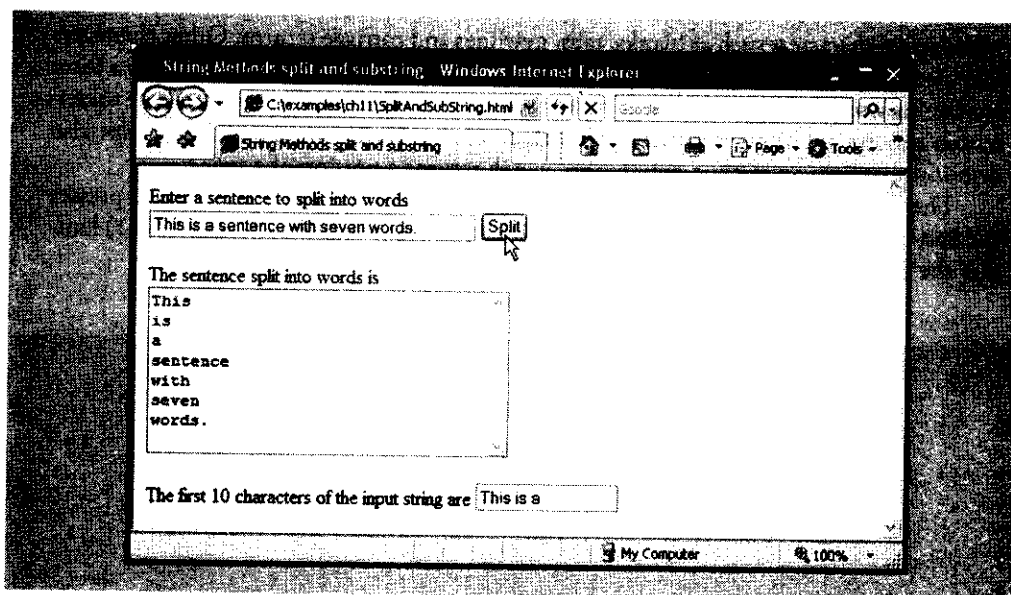 String Methods split and substring - Windows Internet Explorer
C:\examples\ch11\SplitAndSubString.html
Google
String Methods split and substring
Page
Tools
Enter a sentence to split into words
This is a sentence with seven words.
Split
The sentence split into words is
This
is
a
sentence
with
seven
words.
The first 10 characters of the input string are This is a
My Computer
100%